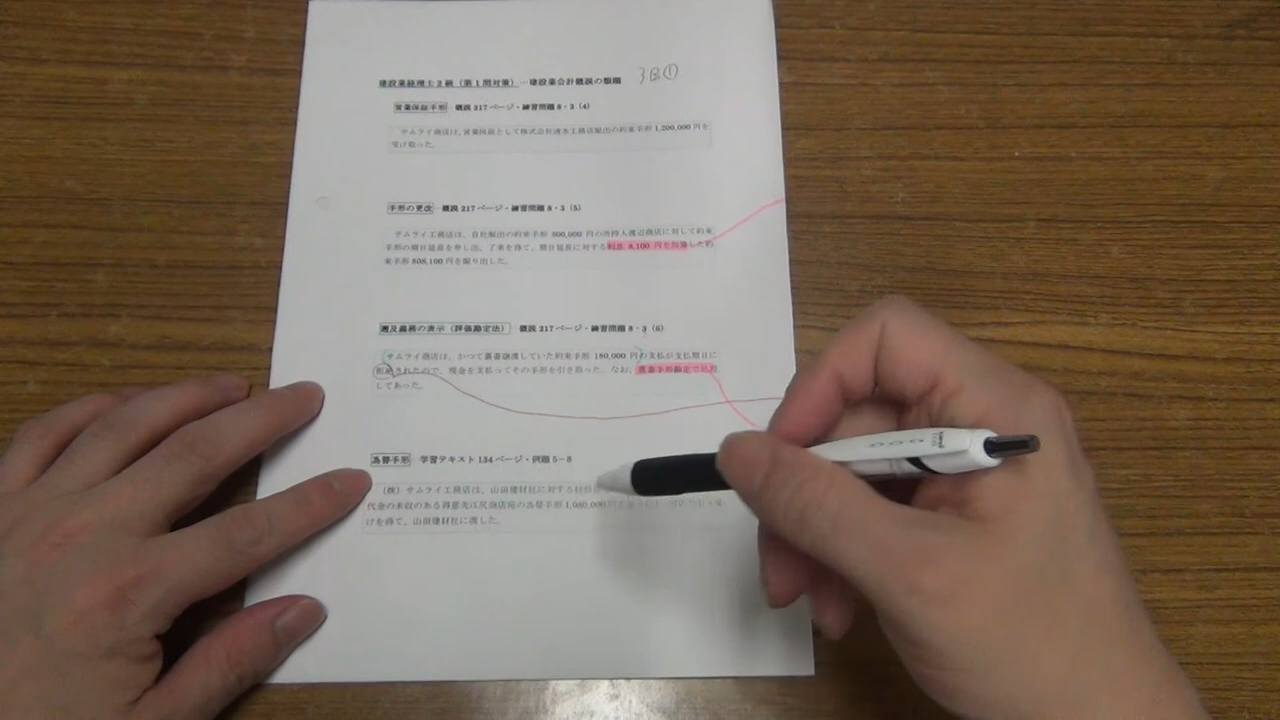 建設業経理士2級(第1問対策)―建設業会計概説の類題 3日①
営業保証手形 概説 217 ページ・練習問題 8・3(4)
サムライ商店は、営業保証として株式会社清水工務店振出の約束手形 1,200,000 円を
受け取った。
手形の更改 概説 217 ページ・練習問題 8・3(5)
サムライ工務店は、自社振出の約束手形 800,000 円の所持人渡辺商店に対して約束
手形の期日延長を申し出、了承を得て、期日延長に対する利息 8,100 円を加算した約
束手形 808,100 円を振り出した。
遡及義務の表示(評価勘定法) 概説 217 ページ・練習問題 8・3(6)
サムライ商店は、かつて裏書譲渡していた約束手形 180,000 円の支払が支払期日に
拒絶されたので、現金を支払ってその手形を引き取った。なお、裏書手形勘定で処理
してあった。
為替手形 学習テキスト 134 ページ・例題 5-8
(株)サムライ工務店は、山田建材社に対する材料
代金の未収のある得意先江尻商店宛の為替手形 1,080,000
けを得て、山田建材社に渡した。